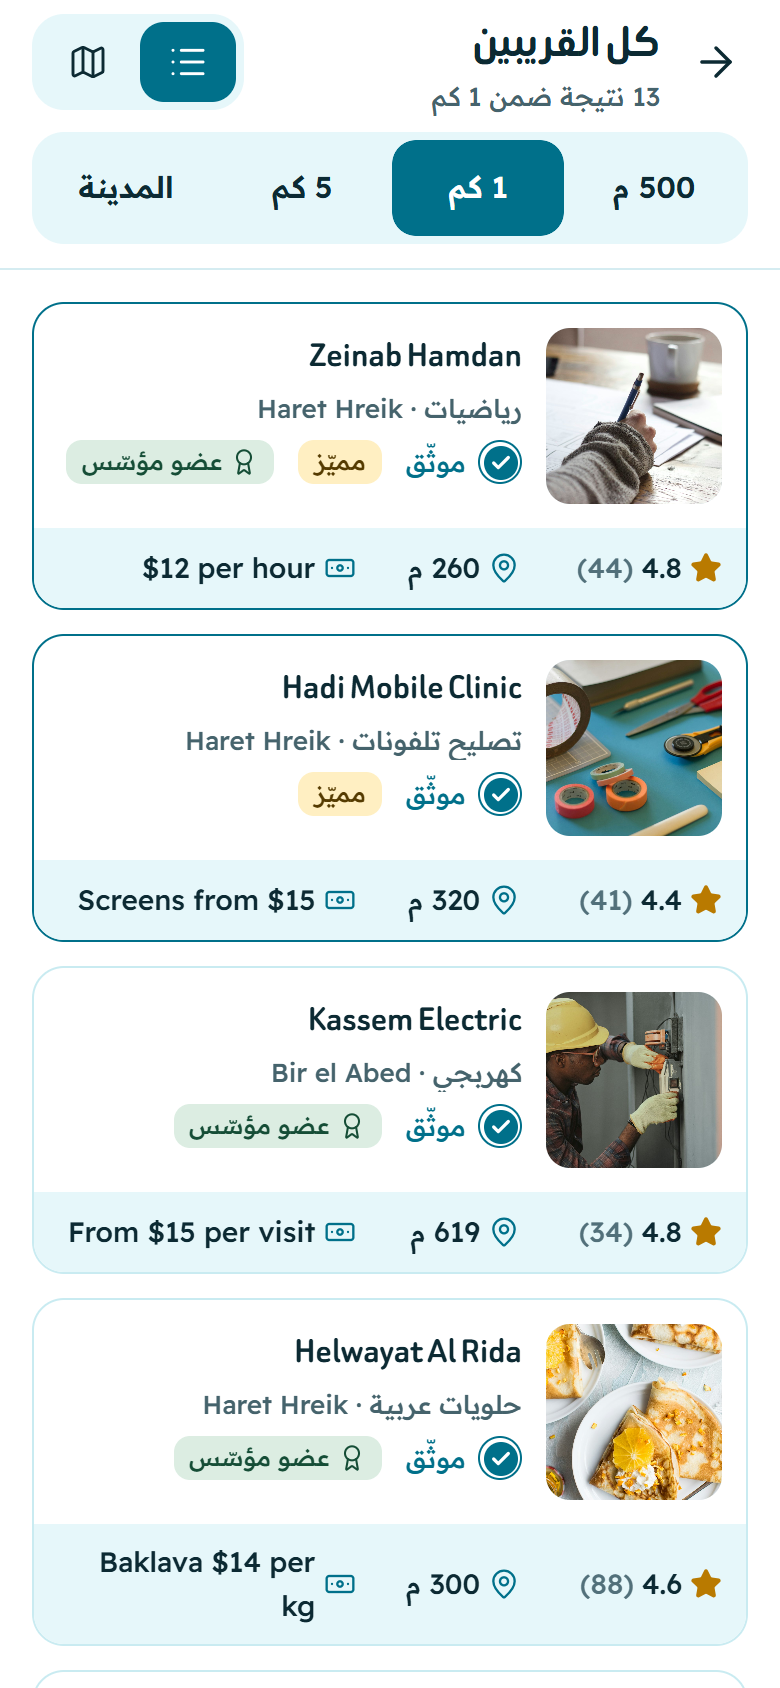 كل القريبين
13 نتيجة ضمن 1 كم
500 م
1 كم
5 كم
المدينة
Zeinab Hamdan
رياضيات · Haret Hreik
موثّق
مميّز
عضو مؤسّس
4.8 (44)
260 م
$12 per hour
Hadi Mobile Clinic
تصليح تلفونات · Haret Hreik
موثّق
مميّز
4.4 (41)
320 م
Screens from $15
Kassem Electric
كهربجي · Bir el Abed
موثّق
عضو مؤسّس
4.8 (34)
619 م
From $15 per visit
Helwayat Al Rida
حلويات عربية · Haret Hreik
موثّق
عضو مؤسّس
4.6 (88)
300 م
Baklava $14 per
kg